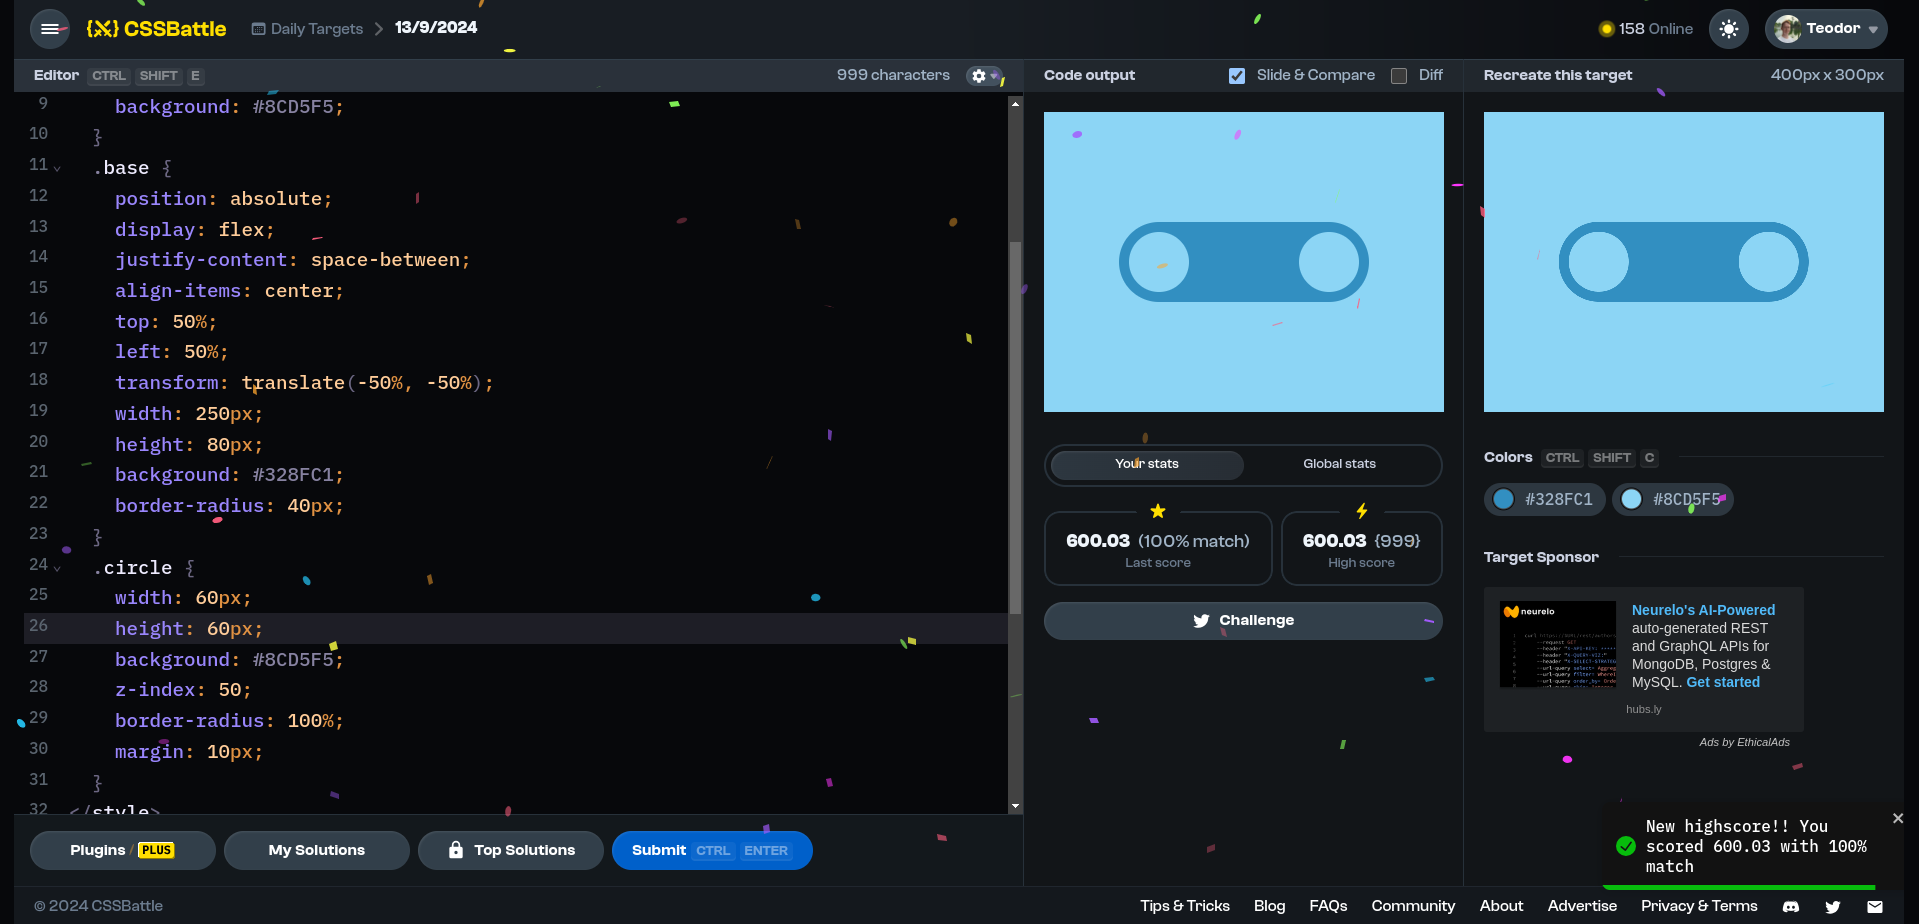 CSSBattle
Daily Targets
13/9/2024
158 Online
Teodor
Editor CTRL SHIFT E
999 characters
Code output
Slide & Compare
Diff
Recreate this target
400px x 300px
9 background: #8CD5F5;
10 }
11 .base {
12 position: absolute;
13 display: flex;
14 justify-content: space-between;
15 align-items: center;
16 top: 50%;
17 left: 50%;
18 transform: translate(-50%, -50%);
19 width: 250px;
20 height: 80px;
21 background: #328FC1;
22 border-radius: 40px;
23 }
24 .circle {
25 width: 60px;
26 height: 60px;
27 background: #8CD5F5;
28 z-index: 50;
29 border-radius: 100%;
30 margin: 10px;
31 }
32 </style>
Plugins / PLUS
My Solutions
Top Solutions
Submit CTRL ENTER
Your stats
Global stats
600.03 (100% match)
Last score
600.03 {999}
High score
Challenge
Colors CTRL SHIFT C
#328FC1
#8CD5F5
Target Sponsor
neurelo
Neurelo's AI-Powered
auto-generated REST
and GraphQL APIs for
MongoDB, Postgres &
MySQL. Get started
hubs.ly
Ads by EthicalAds
New highscore!! You
scored 600.03 with 100%
match
© 2024 CSSBattle
Tips & Tricks
Blog
FAQs
Community
About
Advertise
Privacy & Terms